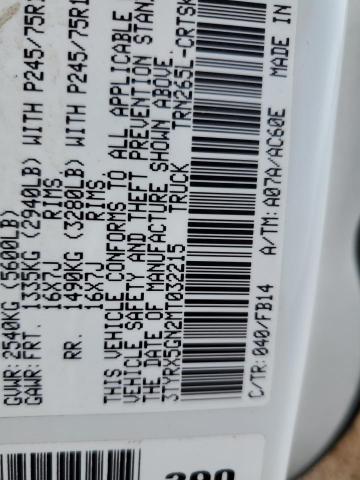 GVWR: 2540KG (5600LB)
GAWR: FRT. 1335KG (2940LB) WITH P245/75R1
16X7J RIMS
RR. 1490KG (3280LB) WITH P245/75R1
16X7J RIMS
THIS VEHICLE CONFORMS TO ALL APPLICABLE
VEHICLE SAFETY AND THEFT PREVENTION STAN
THE DATE OF MANUFACTURE SHOWN ABOVE.
3TYRX5GN2MT032215 TRUCK TRN265L-CRTSK
C/TR: 040/FB14 A/TM: A07A/AC60E MADE IN